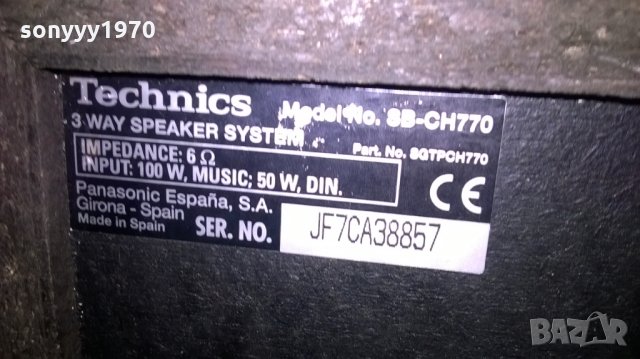 sonyyy1970
Technics Model No. SB-CH770
3 WAY SPEAKER SYSTEM Part. No. SGTPCH770
IMPEDANCE: 6 Ω
INPUT: 100 W, MUSIC; 50 W, DIN.
Panasonic España, S.A.
Girona - Spain
Made in Spain
CE
SER. NO. JF7CA38857
BAZAR